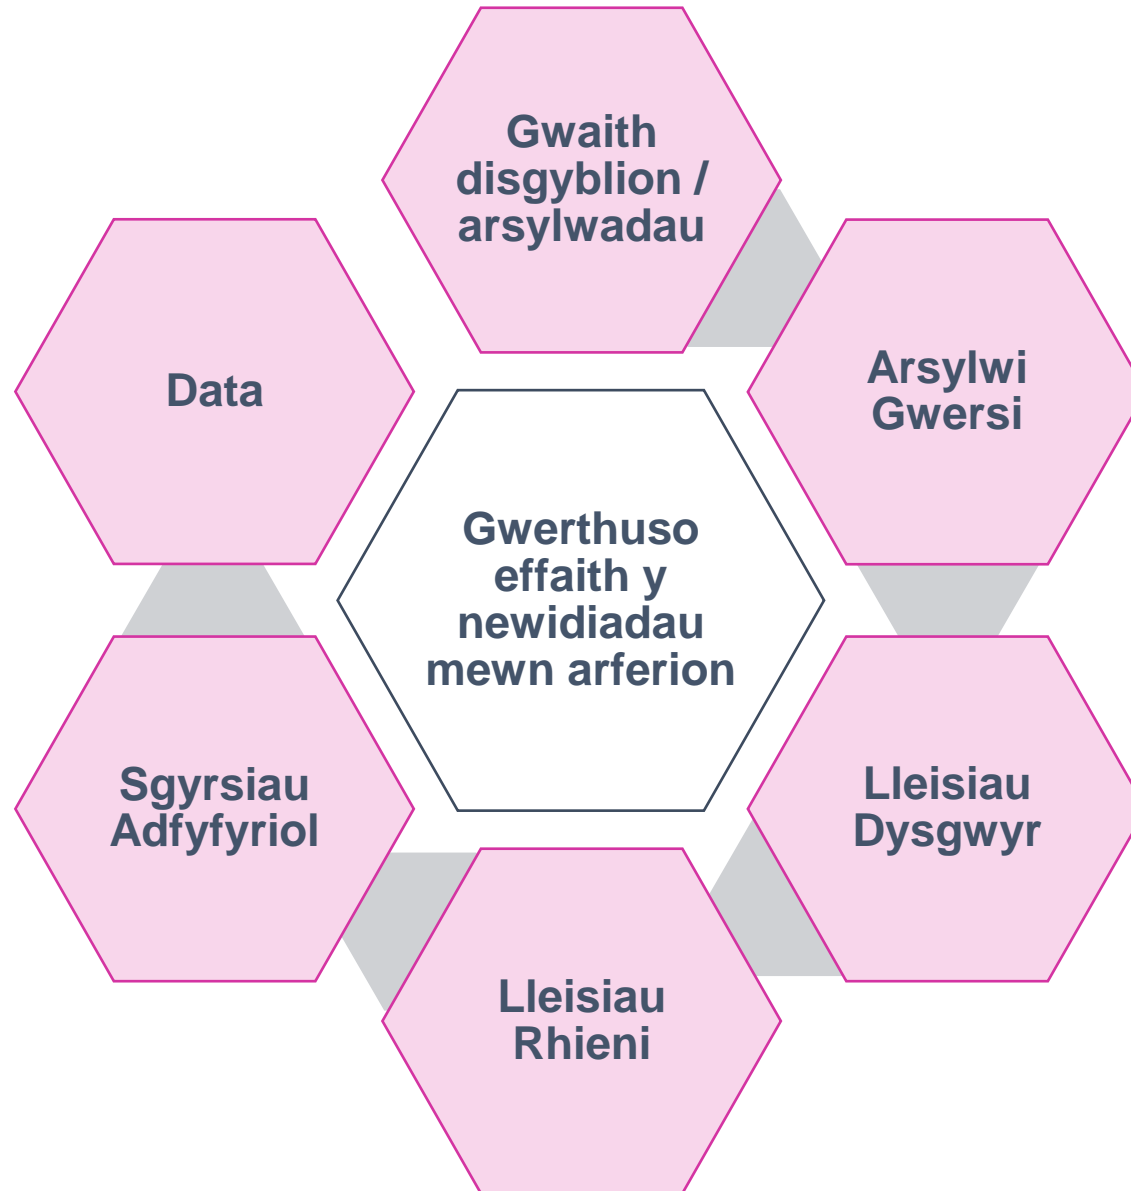 Gwaith
disgyblion /
arsylwadau
Data
Arsylwi
Gwersi
Gwerthuso
effaith y
newidiadau
mewn arferion
Sgyrsiau
Adfyfyriol
Lleisiau
Dysgwyr
Lleisiau
Rhieni